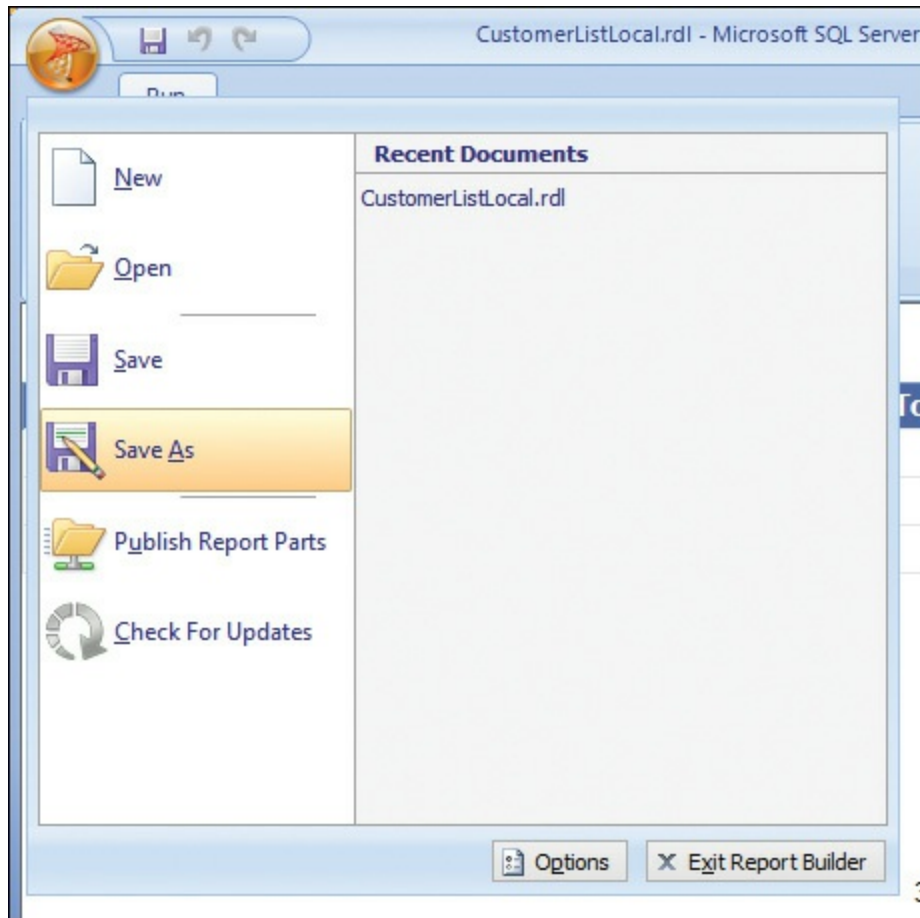 CustomerListLocal.rdl - Microsoft SQL Server
Run
New
Open
Save
Save As
Publish Report Parts
Check For Updates
Recent Documents
CustomerListLocal.rdl
Options
Exit Report Builder